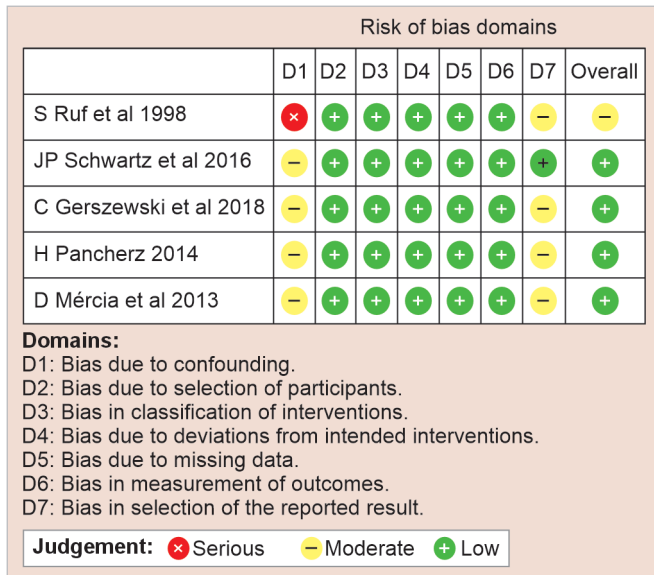 Risk of bias domains
D1 D2 D3 D4 D5 D6 D7 Overall
S Ruf et al 1998 × + + + + + − −
JP Schwartz et al 2016 − + + + + + + +
C Gerszewski et al 2018 − + + + + + − +
H Pancherz 2014 − + + + + + − +
D Mércia et al 2013 − + + + + + − +
Domains:
D1: Bias due to confounding.
D2: Bias due to selection of participants.
D3: Bias in classification of interventions.
D4: Bias due to deviations from intended interventions.
D5: Bias due to missing data.
D6: Bias in measurement of outcomes.
D7: Bias in selection of the reported result.
Judgement: × Serious − Moderate + Low